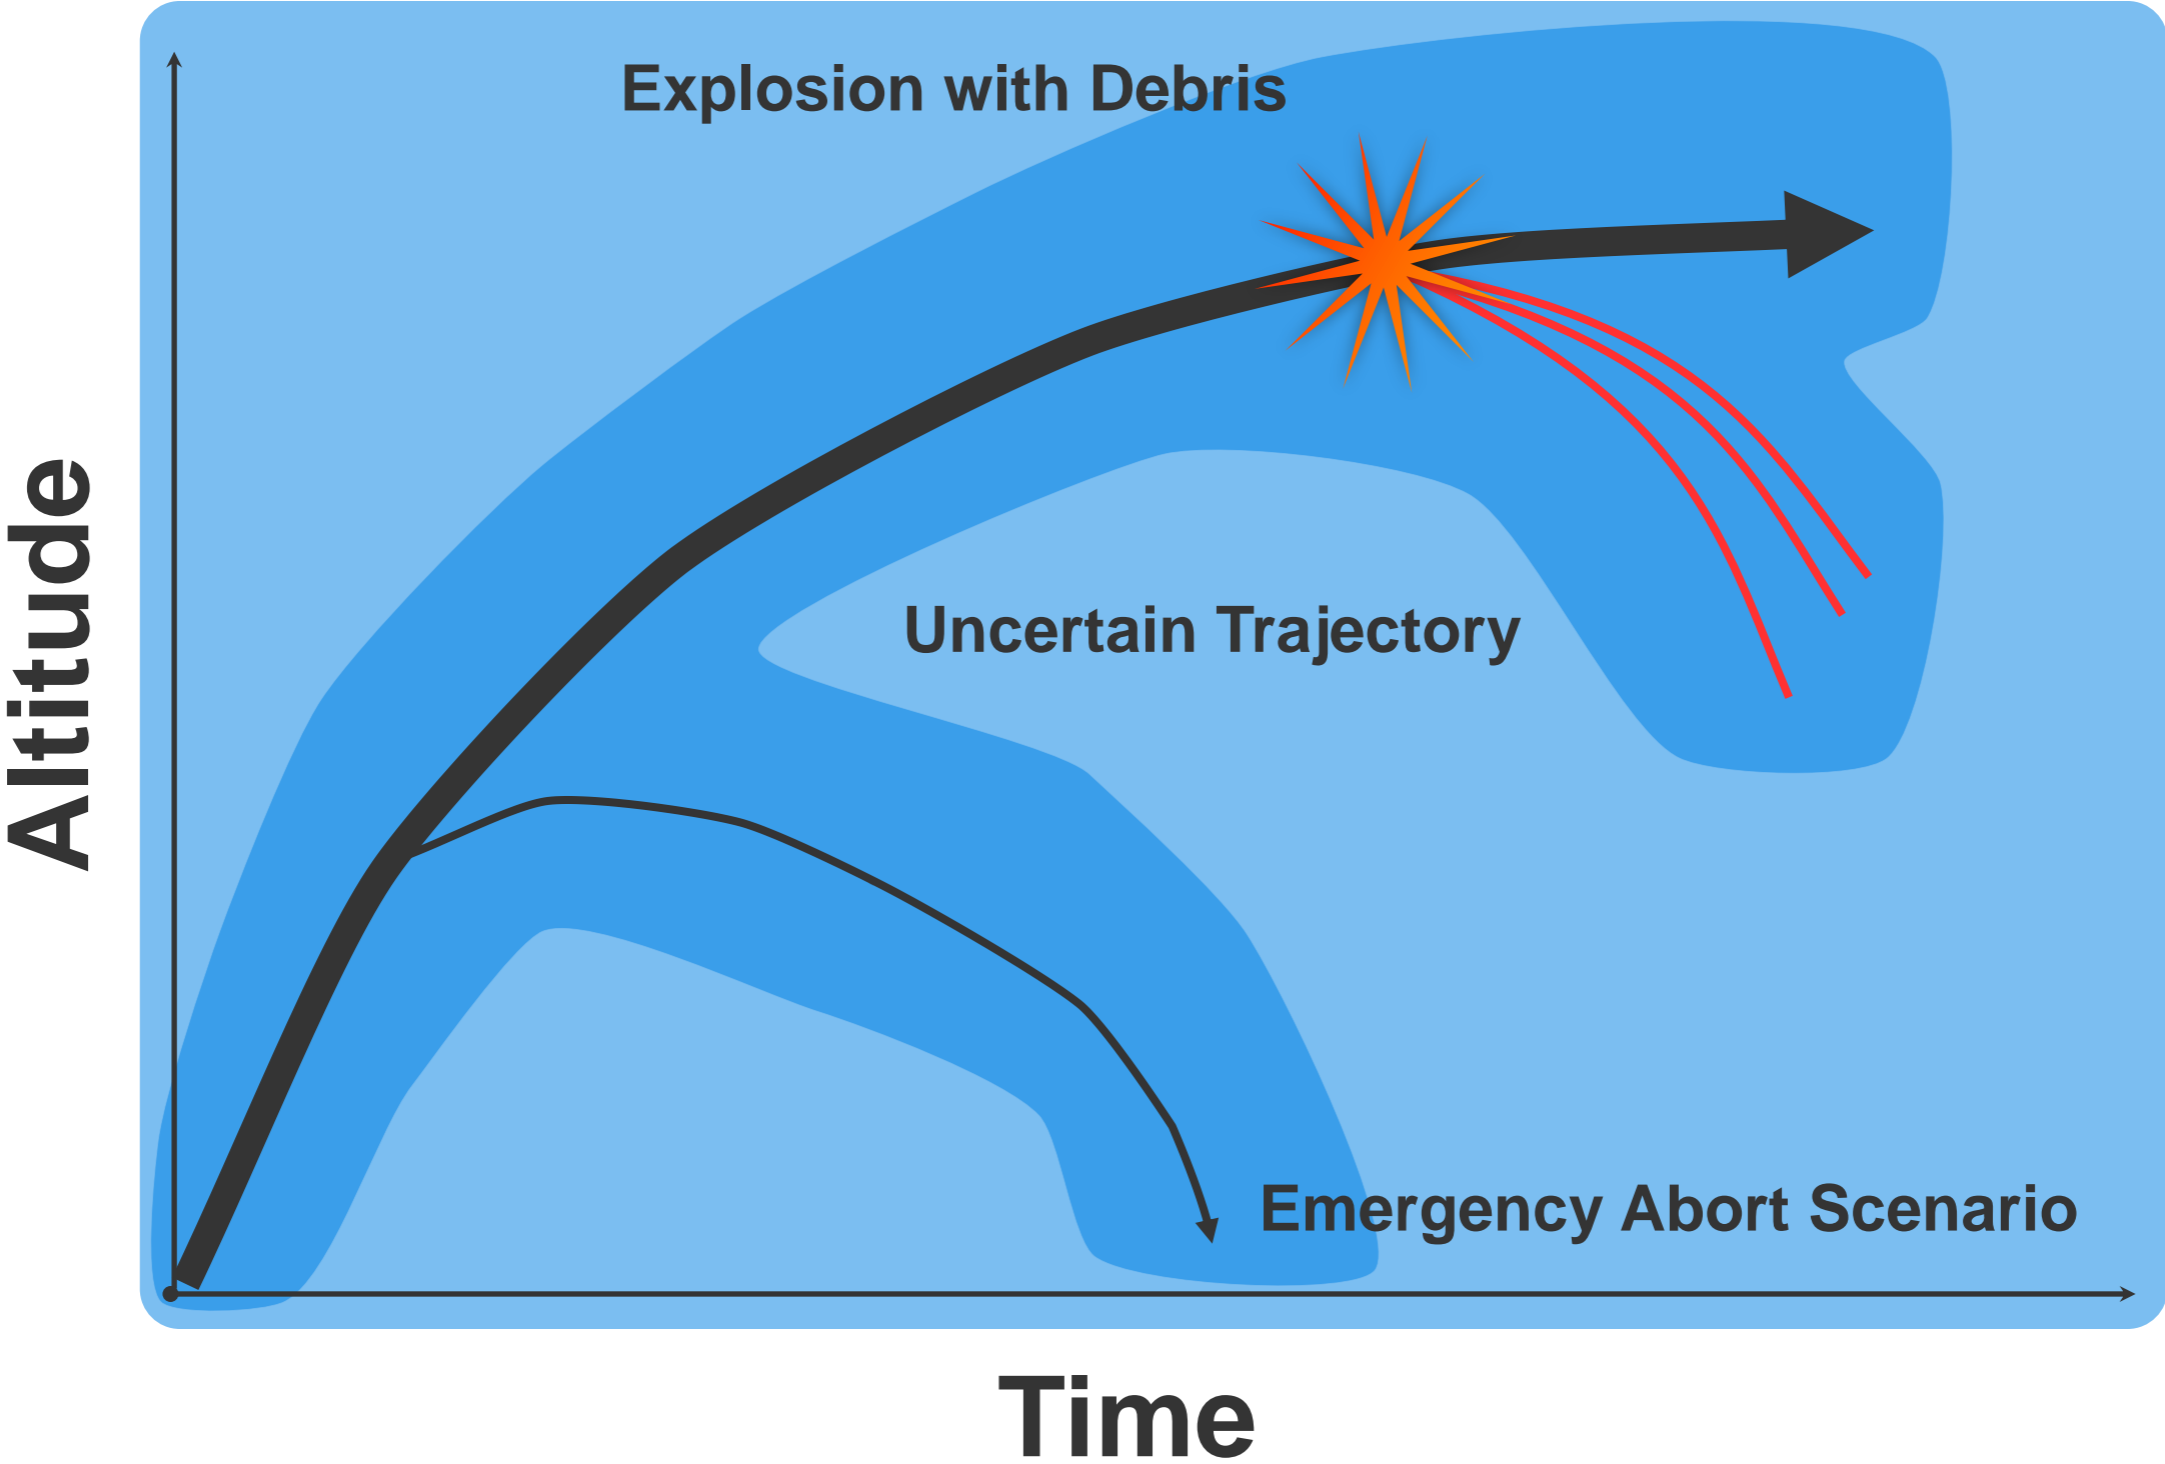 Explosion with Debris
Altitude
Uncertain Trajectory
Emergency Abort Scenario
Time